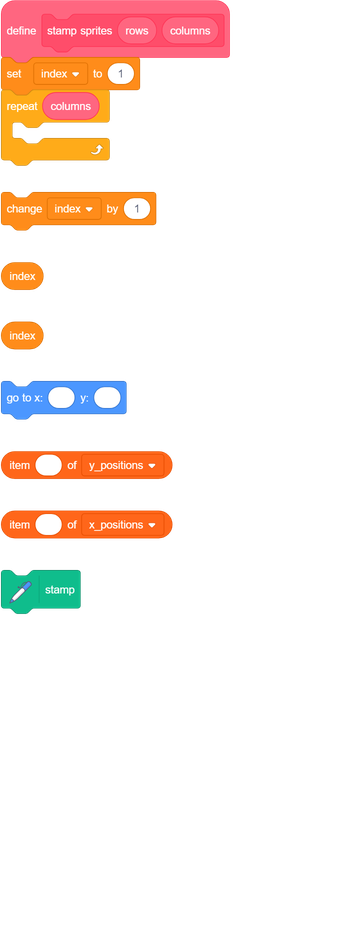 define stamp sprites rows columns
set index to 1
repeat columns
change index by 1
index
index
go to x: y:
item of y_positions
item of x_positions
stamp